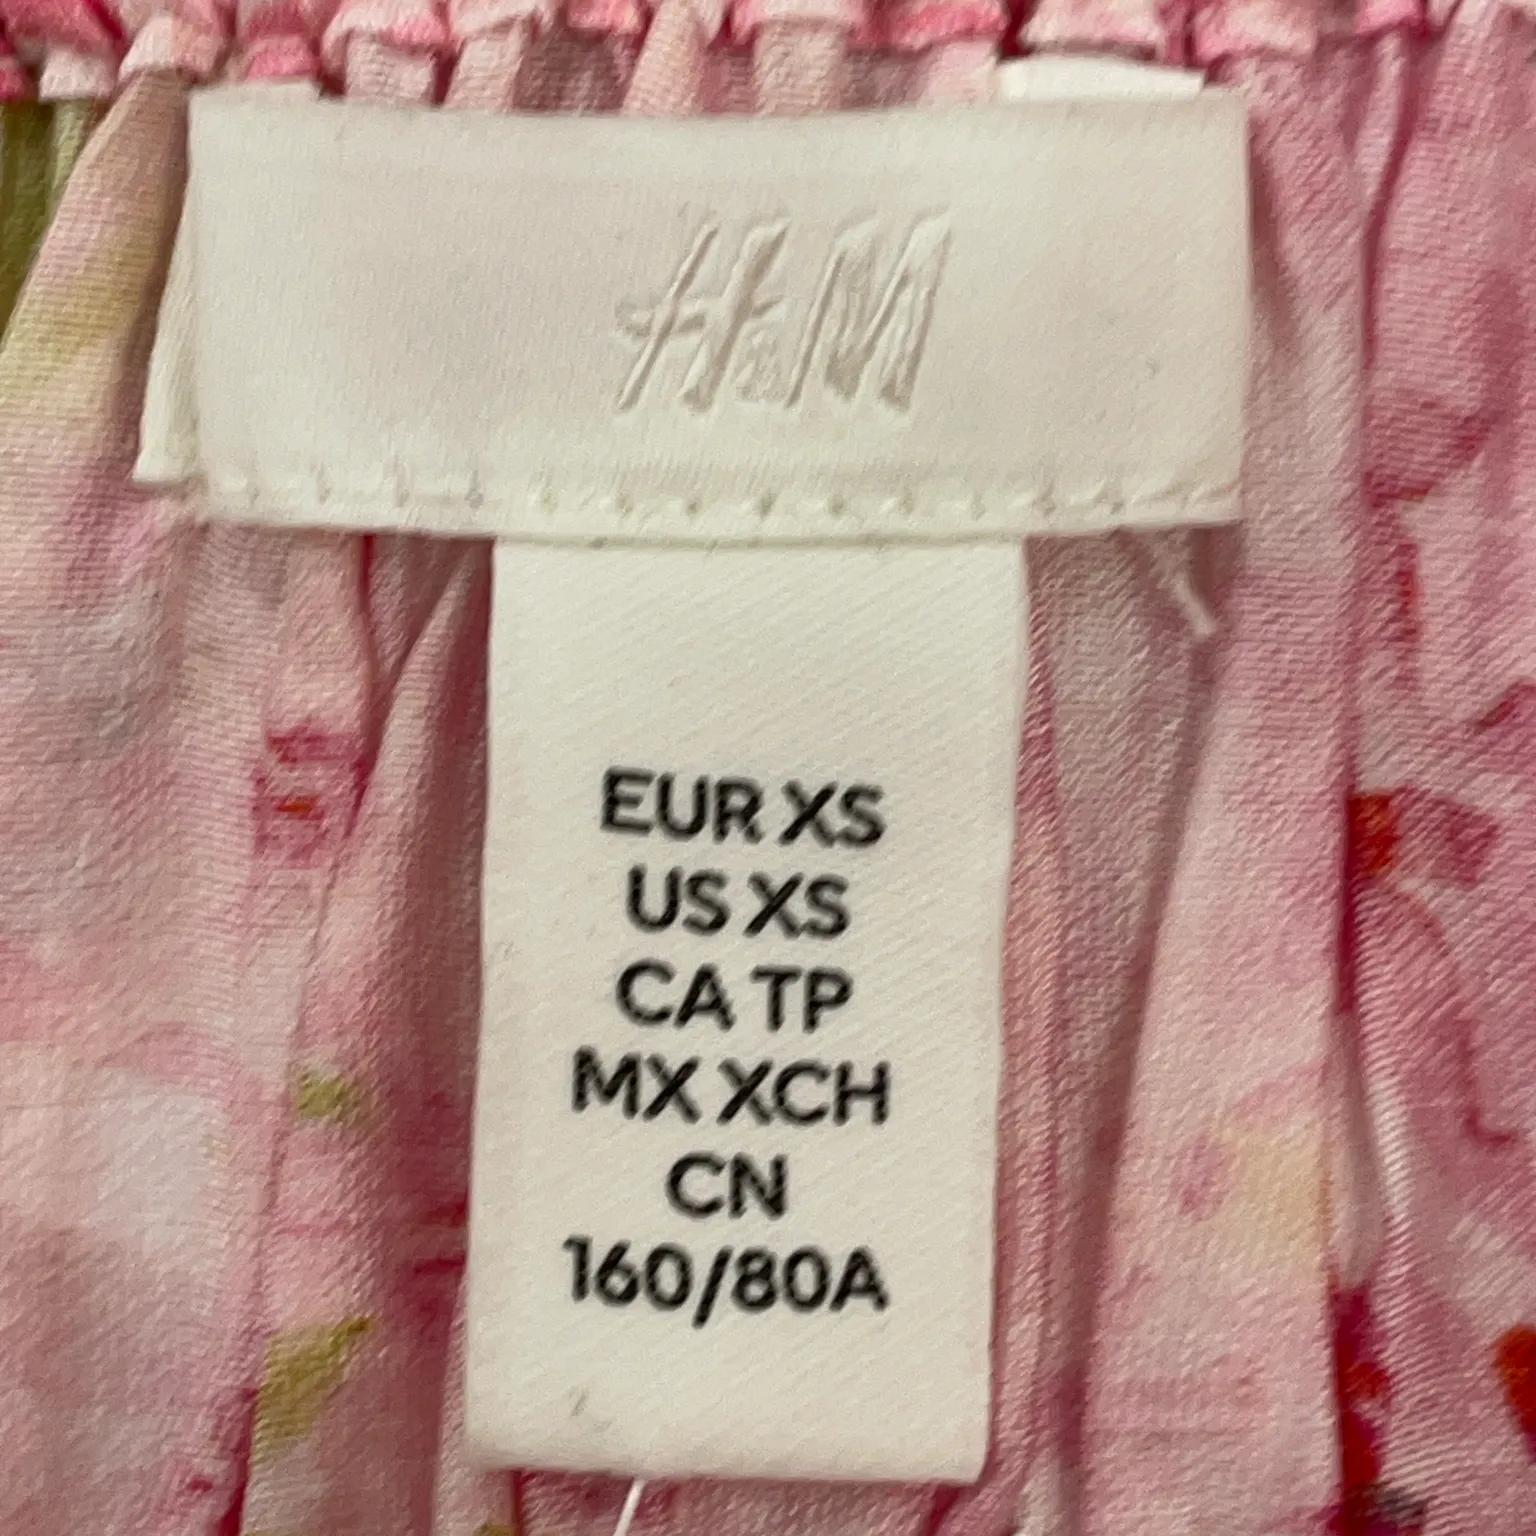 H&M
EUR XS
US XS
CA TP
MX XCH
CN
160/80A